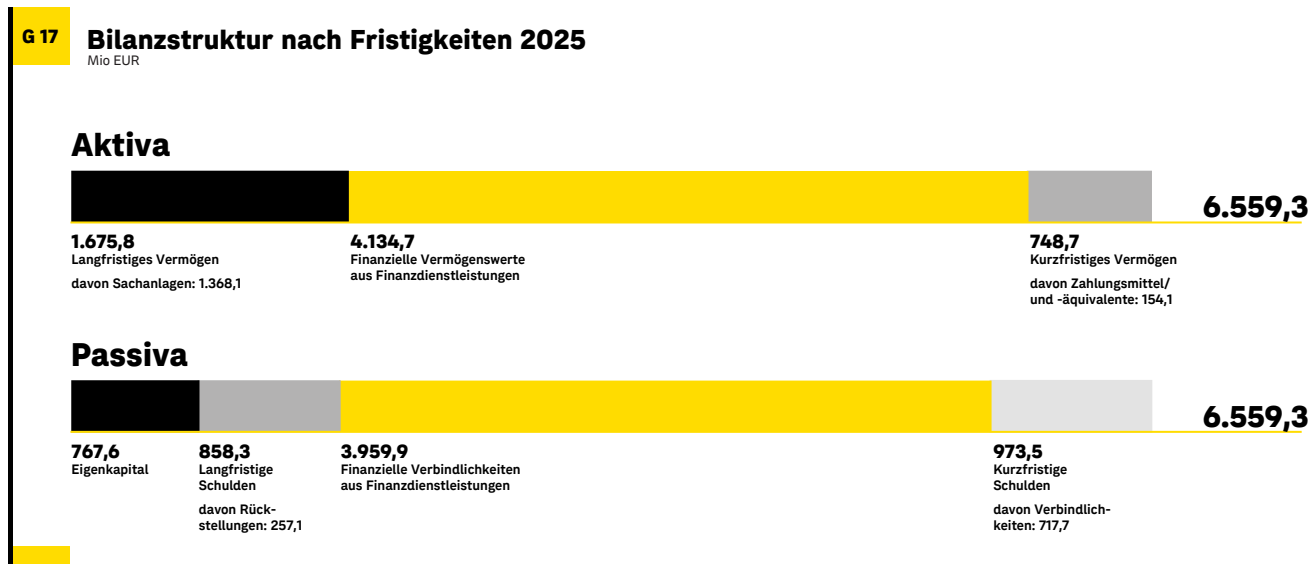 G 17
Bilanzstruktur nach Fristigkeiten 2025
Mio EUR
Aktiva
6.559,3
1.675,8
Langfristiges Vermögen
davon Sachanlagen: 1.368,1
4.134,7
Finanzielle Vermögenswerte
aus Finanzdienstleistungen
748,7
Kurzfristiges Vermögen
davon Zahlungsmittel/
und -äquivalente: 154,1
Passiva
6.559,3
767,6
Eigenkapital
858,3
Langfristige
Schulden
davon Rück-
stellungen: 257,1
3.959,9
Finanzielle Verbindlichkeiten
aus Finanzdienstleistungen
973,5
Kurzfristige
Schulden
davon Verbindlich-
keiten: 717,7